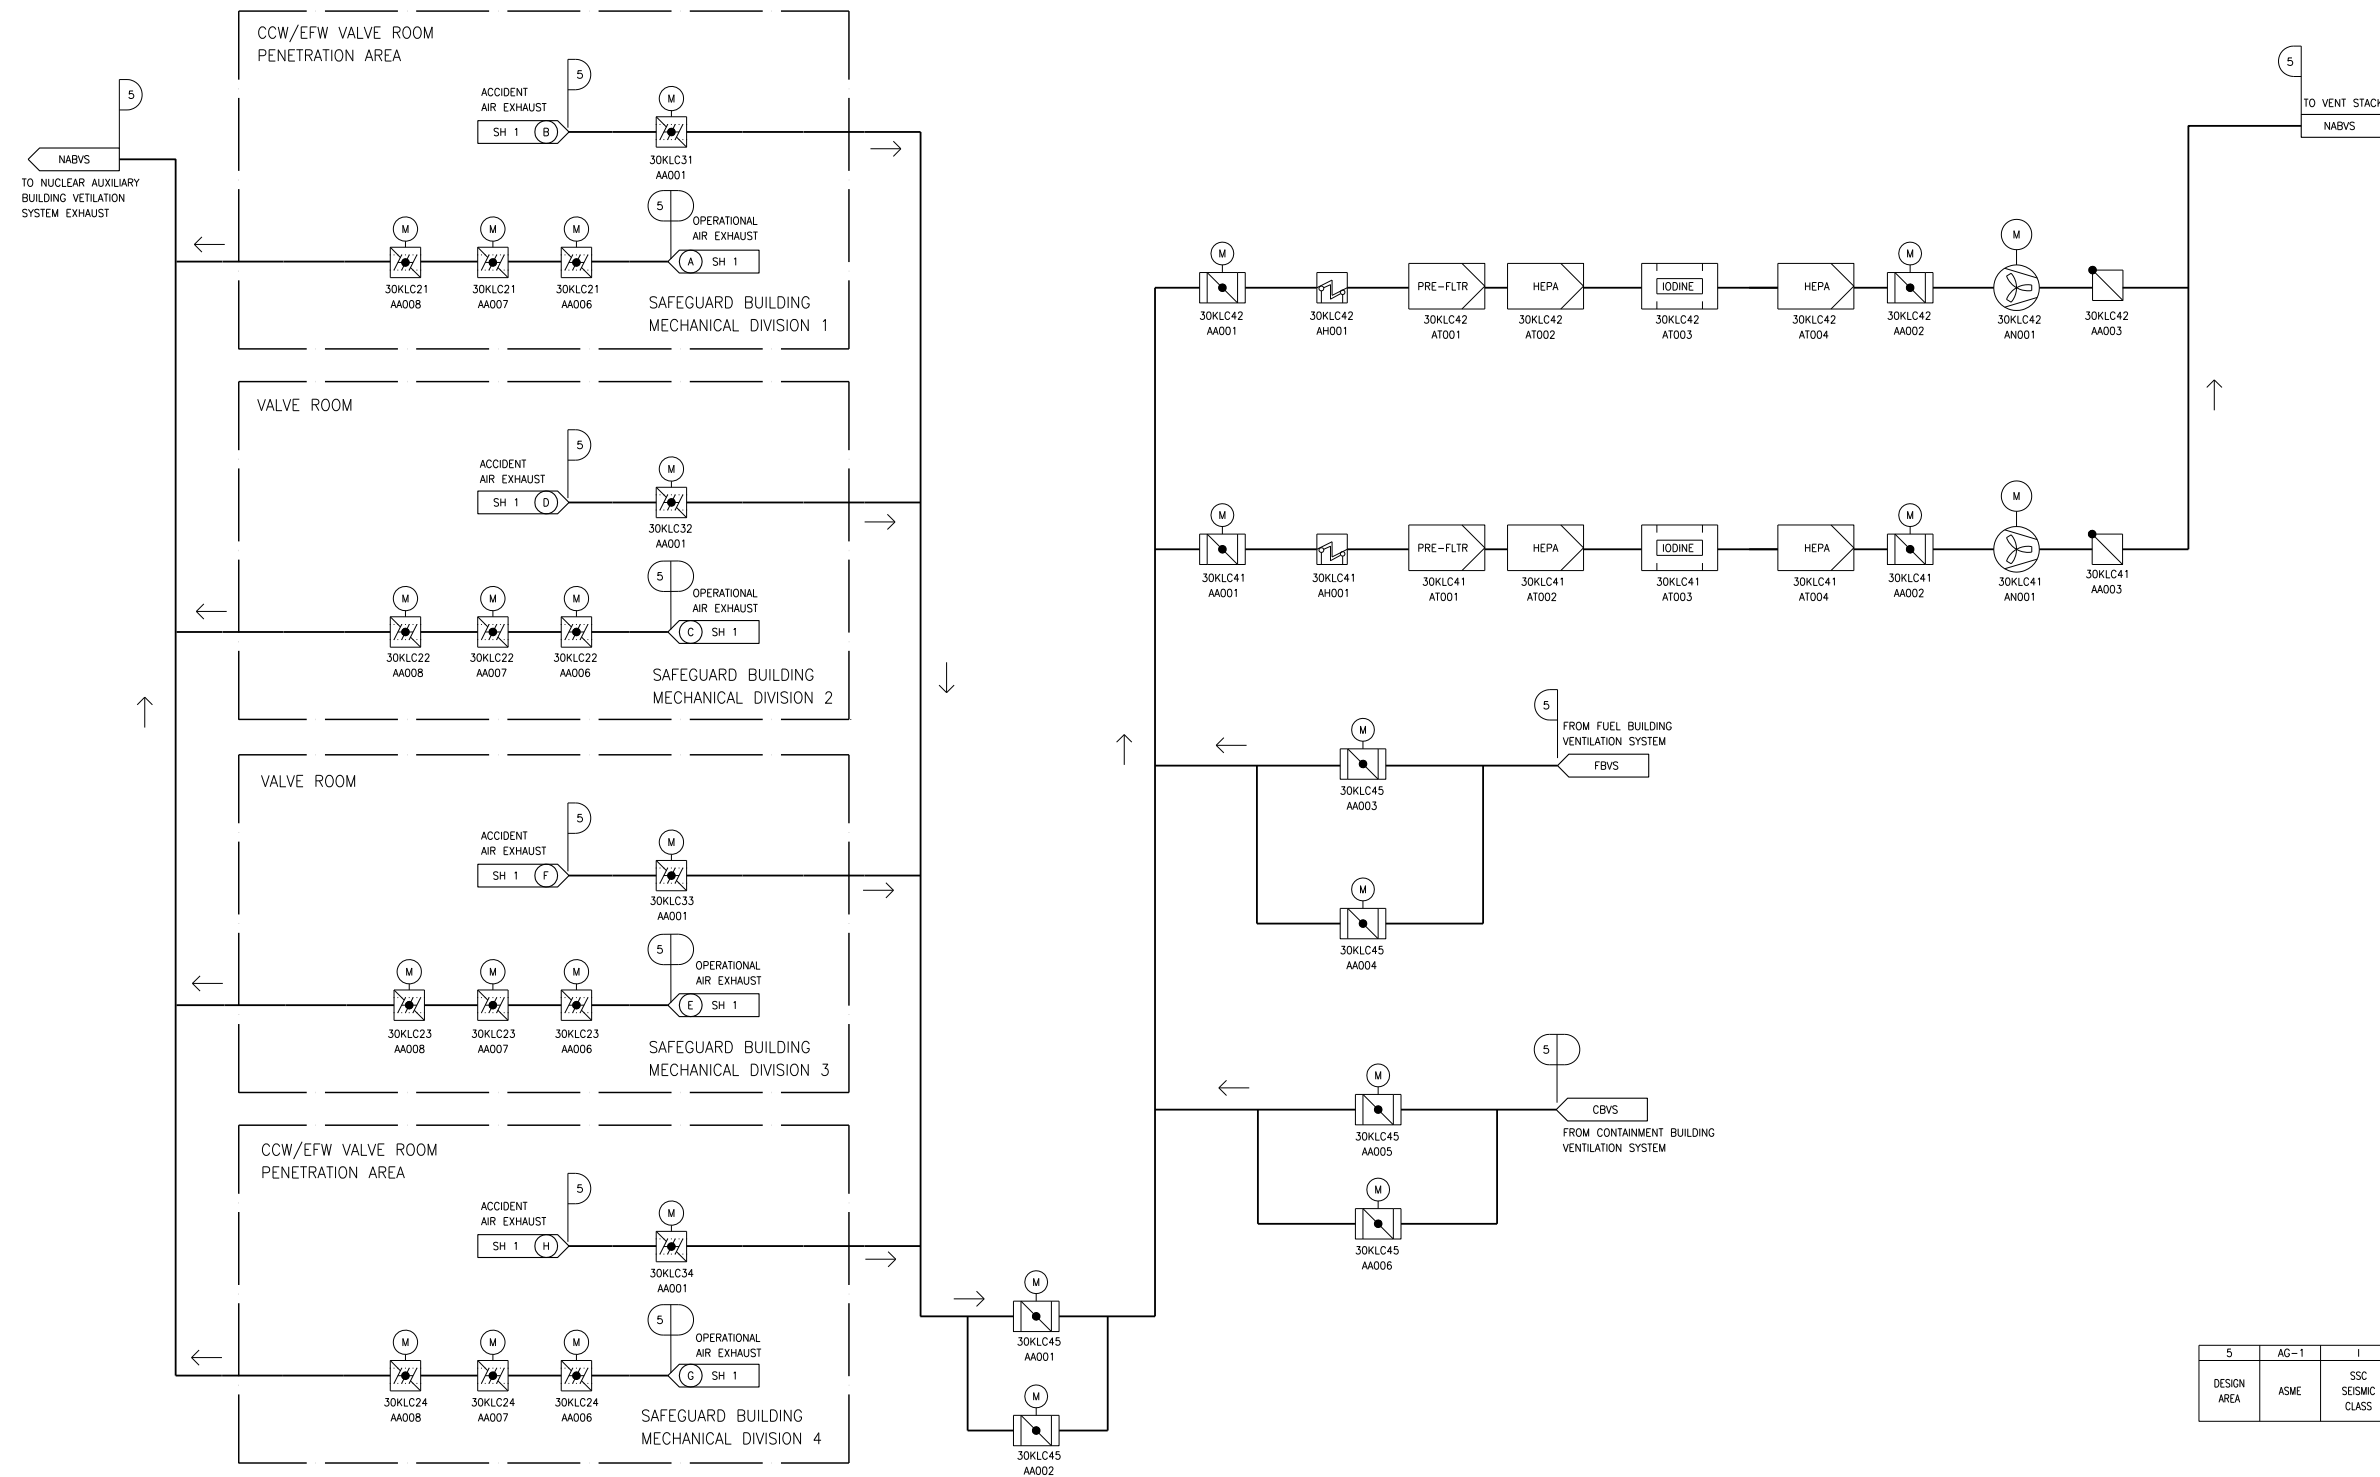 CCW/EFW VALVE ROOM
PENETRATION AREA
5
ACCIDENT
AIR EXHAUST
SH 1 B
M
30KLC31
AA001
5
NABVS
TO NUCLEAR AUXILIARY
BUILDING VETILATION
SYSTEM EXHAUST
5
OPERATIONAL
AIR EXHAUST
A SH 1
M M M
30KLC21 30KLC21 30KLC21
AA008 AA007 AA006
SAFEGUARD BUILDING
MECHANICAL DIVISION 1
VALVE ROOM
5
ACCIDENT
AIR EXHAUST
SH 1 D
M
30KLC32
AA001
5
OPERATIONAL
AIR EXHAUST
C SH 1
M M M
30KLC22 30KLC22 30KLC22
AA008 AA007 AA006
SAFEGUARD BUILDING
MECHANICAL DIVISION 2
VALVE ROOM
5
ACCIDENT
AIR EXHAUST
SH 1 F
M
30KLC33
AA001
5
OPERATIONAL
AIR EXHAUST
E SH 1
M M M
30KLC23 30KLC23 30KLC23
AA008 AA007 AA006
SAFEGUARD BUILDING
MECHANICAL DIVISION 3
CCW/EFW VALVE ROOM
PENETRATION AREA
5
ACCIDENT
AIR EXHAUST
SH 1 H
M
30KLC34
AA001
5
OPERATIONAL
AIR EXHAUST
G SH 1
M M M
30KLC24 30KLC24 30KLC24
AA008 AA007 AA006
SAFEGUARD BUILDING
MECHANICAL DIVISION 4
M
30KLC45
AA001
M
30KLC45
AA002
5
TO VENT STACK
NABVS
M M M
PRE-FLTR HEPA IODINE HEPA
30KLC42 30KLC42 30KLC42 30KLC42 30KLC42 30KLC42 30KLC42 30KLC42 30KLC42
AA001 AH001 AT001 AT002 AT003 AT004 AA002 AN001 AA003
M M M
PRE-FLTR HEPA IODINE HEPA
30KLC41 30KLC41 30KLC41 30KLC41 30KLC41 30KLC41 30KLC41 30KLC41 30KLC41
AA001 AH001 AT001 AT002 AT003 AT004 AA002 AN001 AA003
5
FROM FUEL BUILDING
VENTILATION SYSTEM
FBVS
M
30KLC45
AA003
M
30KLC45
AA004
5
CBVS
FROM CONTAINMENT BUILDING
VENTILATION SYSTEM
M
30KLC45
AA005
M
30KLC45
AA006
5 AG-1 I
DESIGN
AREA
ASME
SSC
SEISMIC
CLASS